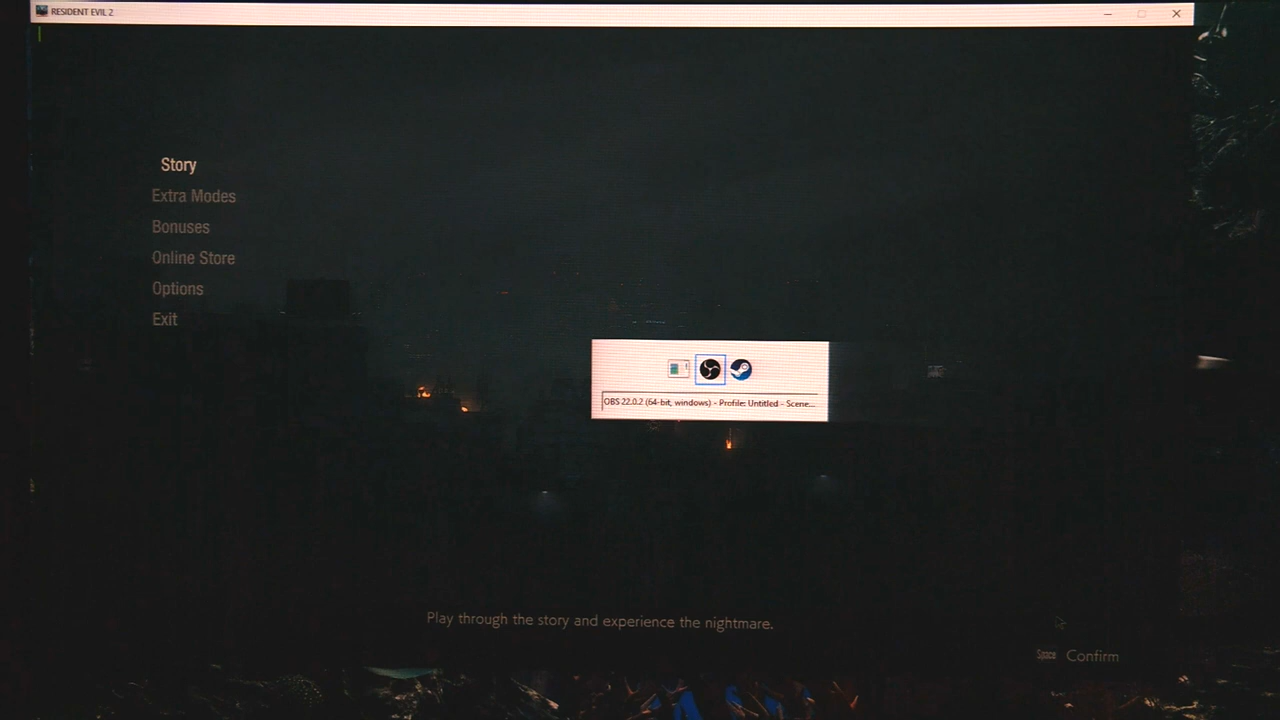 RESIDENT EVIL 2
Story
Extra Modes
Bonuses
Online Store
Options
Exit
OBS 22.0.2 (64-bit, windows) - Profile: Untitled - Scene...
Play through the story and experience the nightmare.
Space Confirm